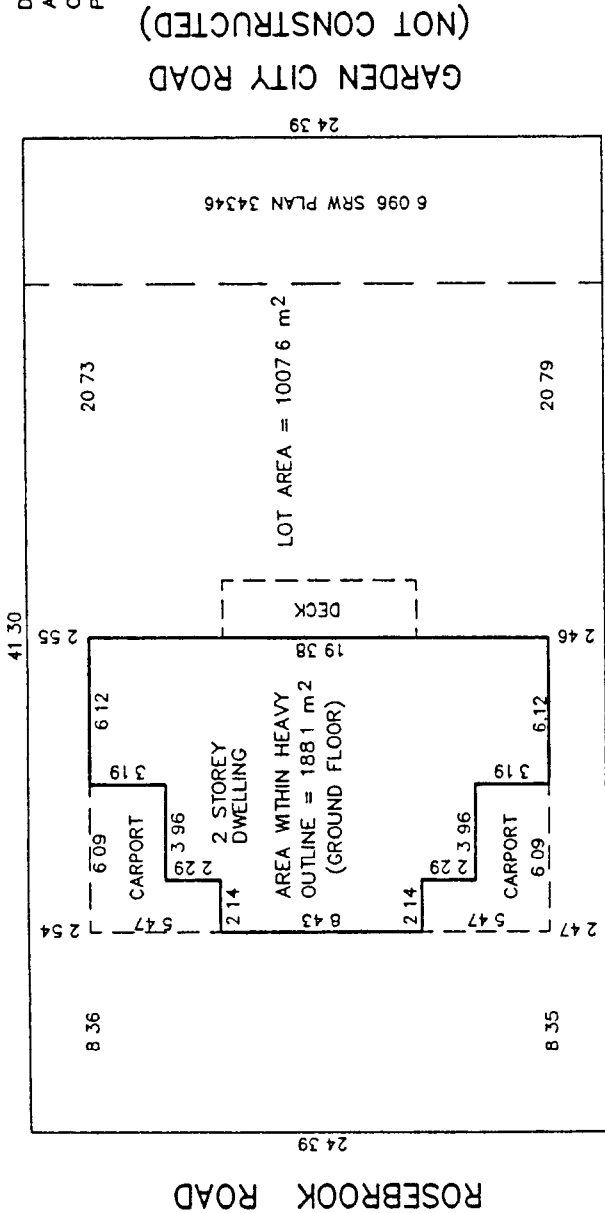 D
A
C
P
GARDEN CITY ROAD
(NOT CONSTRUCTED)
24 39
6 096 SRW PLAN 34346
20 73
20 79
LOT AREA = 1007 6 m2
41 30
DECK
2 55
19 38
2 46
6 12
6.12
3 19
3 19
2 STOREY
DWELLING
AREA WITHIN HEAVY
OUTLINE = 188 1 m2
(GROUND FLOOR)
6 09
CARPORT
3 96
2 29
2 14
5 47
2 54
8 43
2 14
2 29
3 96
CARPORT
6 09
5 47
2 47
8 36
8 35
24 39
ROSEBROOK ROAD